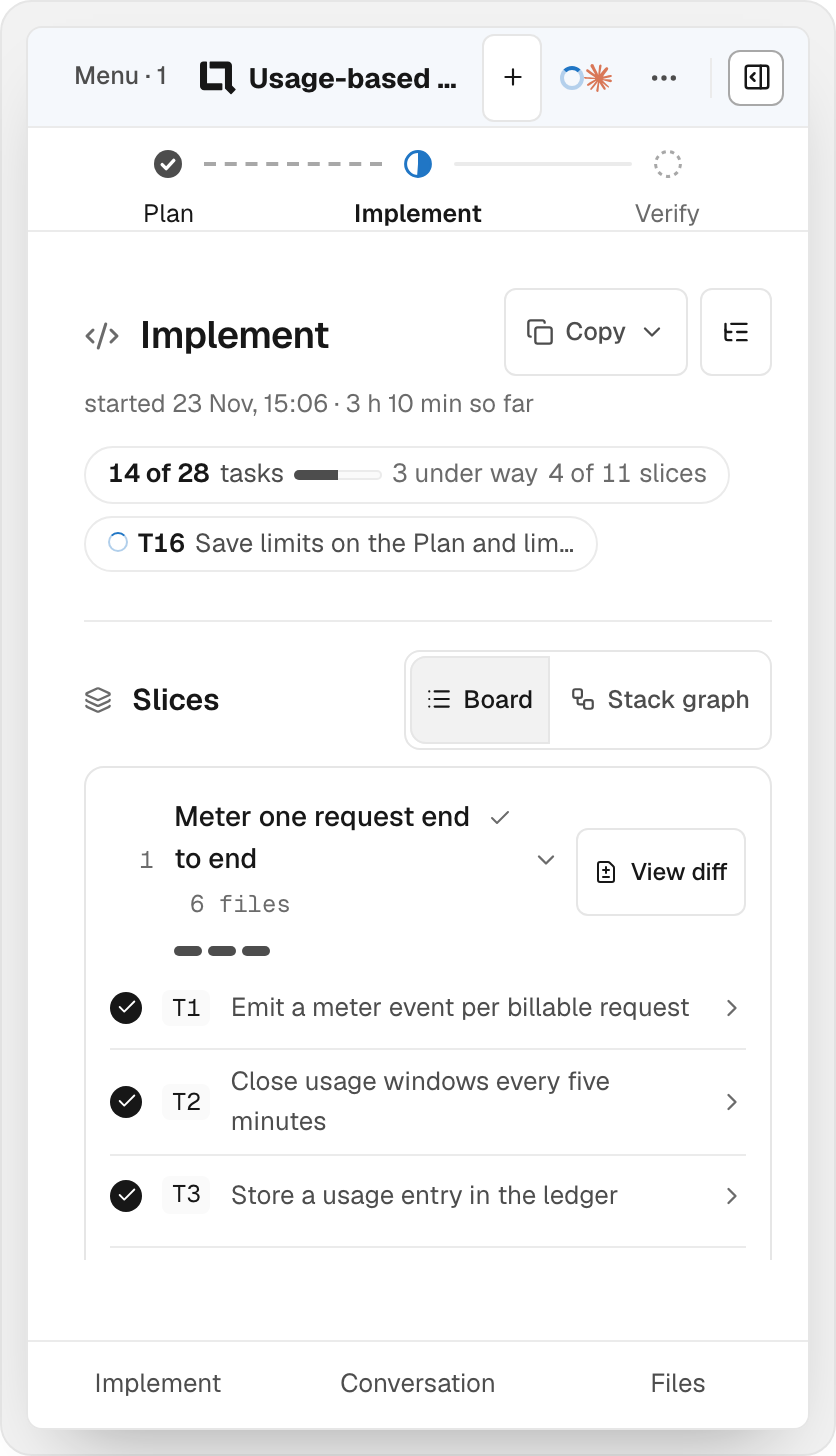 Menu · 1
Usage-based ...
Plan
Implement
Verify
Implement
Copy
started 23 Nov, 15:06 · 3 h 10 min so far
14 of 28 tasks 3 under way 4 of 11 slices
T16 Save limits on the Plan and lim...
Slices
Board
Stack graph
Meter one request end
1 to end
View diff
6 files
T1 Emit a meter event per billable request
T2 Close usage windows every five
minutes
T3 Store a usage entry in the ledger
Implement
Conversation
Files